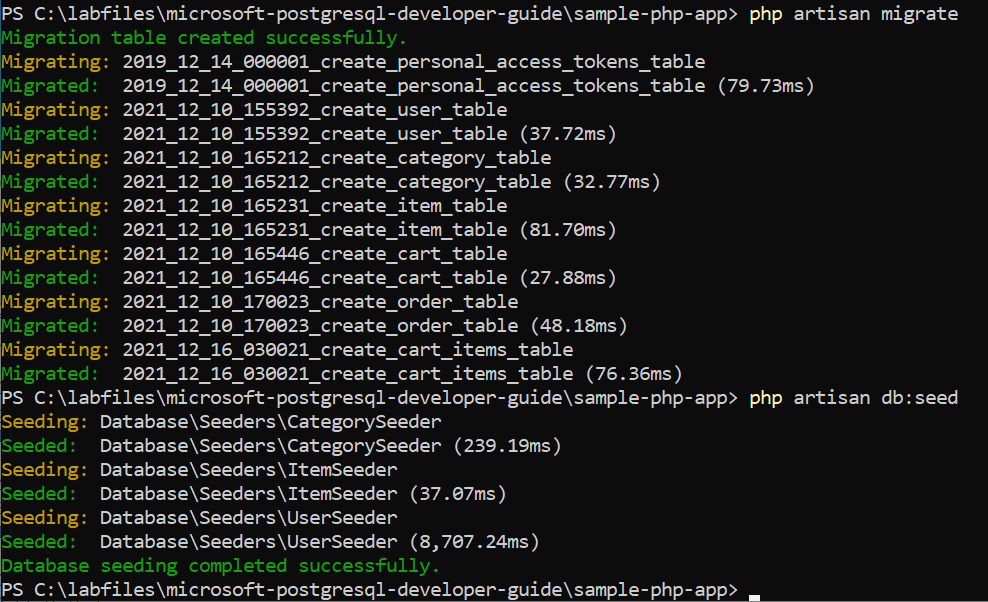 PS C:\labfiles\microsoft-postgresql-developer-guide\sample-php-app> php artisan migrate
Migration table created successfully.
Migrating: 2019_12_14_000001_create_personal_access_tokens_table
Migrated:  2019_12_14_000001_create_personal_access_tokens_table (79.73ms)
Migrating: 2021_12_10_155392_create_user_table
Migrated:  2021_12_10_155392_create_user_table (37.72ms)
Migrating: 2021_12_10_165212_create_category_table
Migrated:  2021_12_10_165212_create_category_table (32.77ms)
Migrating: 2021_12_10_165231_create_item_table
Migrated:  2021_12_10_165231_create_item_table (81.70ms)
Migrating: 2021_12_10_165446_create_cart_table
Migrated:  2021_12_10_165446_create_cart_table (27.88ms)
Migrating: 2021_12_10_170023_create_order_table
Migrated:  2021_12_10_170023_create_order_table (48.18ms)
Migrating: 2021_12_16_030021_create_cart_items_table
Migrated:  2021_12_16_030021_create_cart_items_table (76.36ms)
PS C:\labfiles\microsoft-postgresql-developer-guide\sample-php-app> php artisan db:seed
Seeding: Database\Seeders\CategorySeeder
Seeded:  Database\Seeders\CategorySeeder (239.19ms)
Seeding: Database\Seeders\ItemSeeder
Seeded:  Database\Seeders\ItemSeeder (37.07ms)
Seeding: Database\Seeders\UserSeeder
Seeded:  Database\Seeders\UserSeeder (8,707.24ms)
Database seeding completed successfully.
PS C:\labfiles\microsoft-postgresql-developer-guide\sample-php-app>